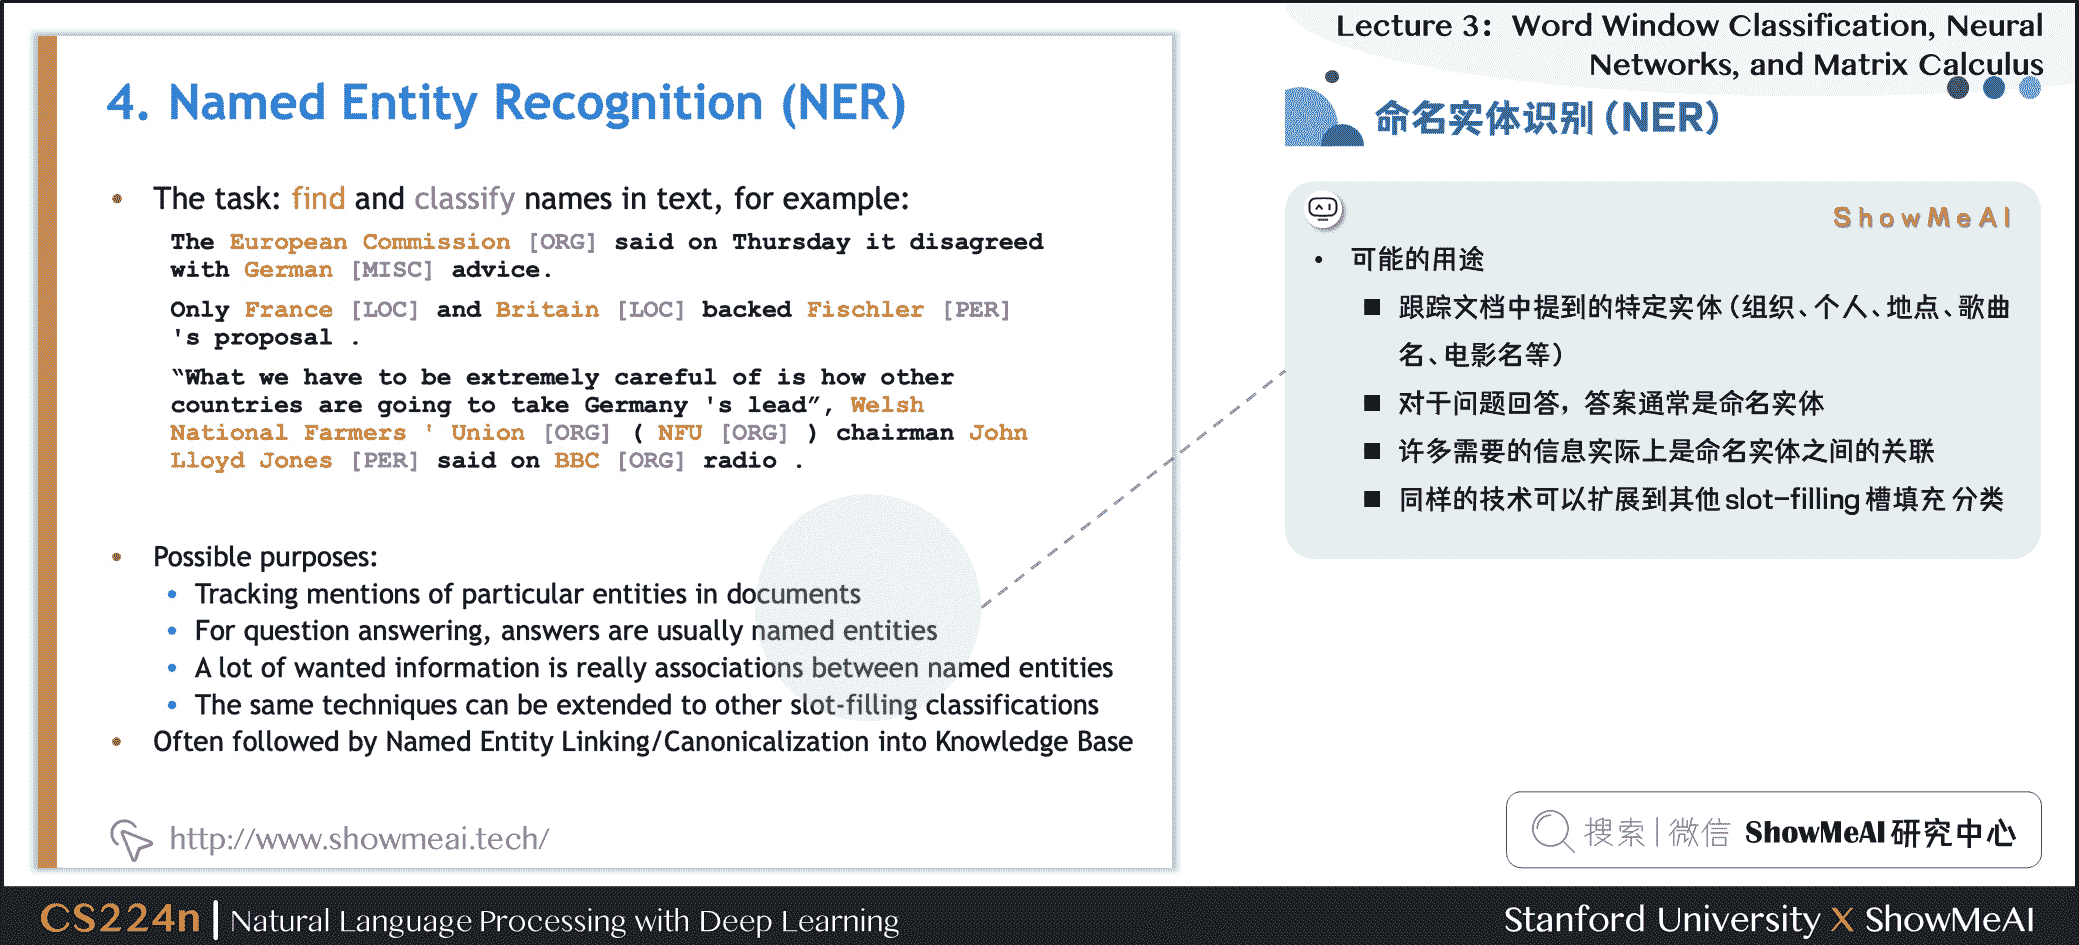 Lecture 3: Word Window Classification, Neural
Networks, and Matrix Calculus
4. Named Entity Recognition (NER)
• The task: find and classify names in text, for example:
The European Commission [ORG] said on Thursday it disagreed
with German [MISC] advice.
Only France [LOC] and Britain [LOC] backed Fischler [PER]
's proposal .
“What we have to be extremely careful of is how other
countries are going to take Germany 's lead”, Welsh
National Farmers ' Union [ORG] ( NFU [ORG] ) chairman John
Lloyd Jones [PER] said on BBC [ORG] radio .
• Possible purposes:
• Tracking mentions of particular entities in documents
• For question answering, answers are usually named entities
• A lot of wanted information is really associations between named entities
• The same techniques can be extended to other slot-filling classifications
• Often followed by Named Entity Linking/Canonicalization into Knowledge Base
http://www.showmeai.tech/
命名实体识别(NER)
ShowMeAI
• 可能的用途
■ 跟踪文档中提到的特定实体(组织、个人、地点、歌曲
名、电影名等)
■ 对于问题回答,答案通常是命名实体
■ 许多需要的信息实际上是命名实体之间的关联
■ 同样的技术可以扩展到其他 slot-filling 槽填充 分类
搜索 | 微信 ShowMeAI 研究中心
CS224n | Natural Language Processing with Deep Learning
Stanford University X ShowMeAI